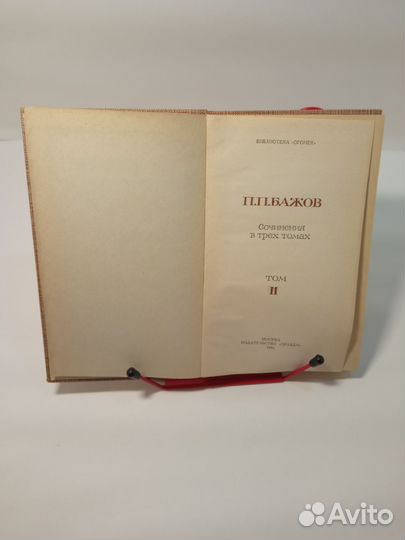 БИБЛИОТЕКА «ОГОНЕК»
П.П.БАЖОВ
Сочинения
в трех томах
ТОМ
II
МОСКВА
ИЗДАТЕЛЬСТВО «ПРАВДА»
Avito